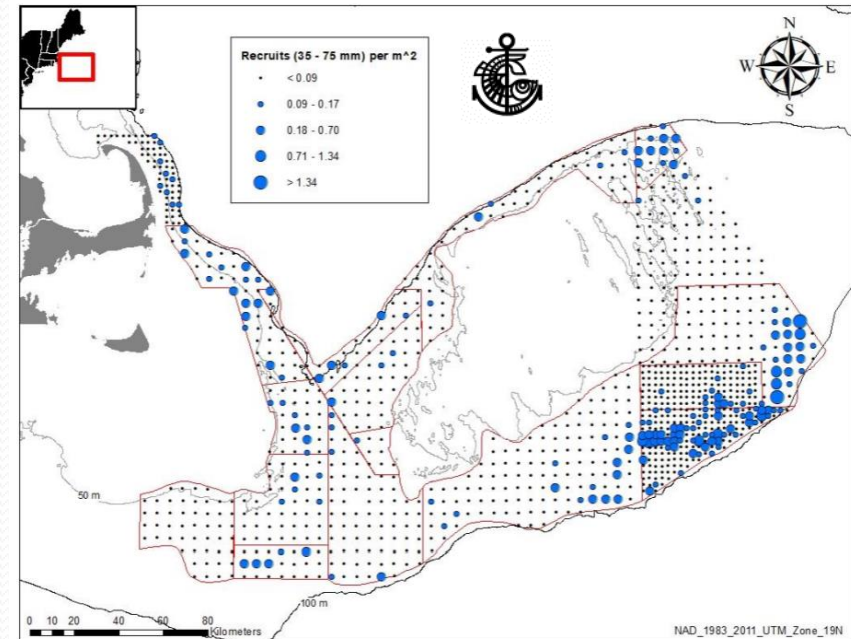 Recruits (35 - 75 mm) per m^2
< 0.09
0.09 - 0.17
0.18 - 0.70
0.71 - 1.34
> 1.34
N
W E
S
50 m
100 m
0 10 20 40 60 80
Kilometers
NAD_1983_2011_UTM_Zone_19N